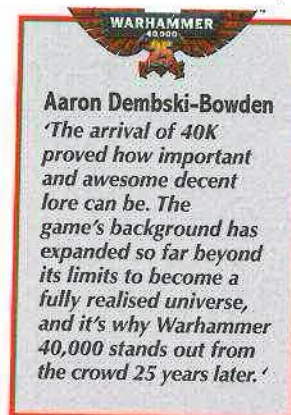 WARHAMMER
40,000
™
Aaron Dembski-Bowden
'The arrival of 40K
proved how important
and awesome decent
lore can be. The
game's background has
expanded so far beyond
its limits to become a
fully realised universe,
and it's why Warhammer
40,000 stands out from
the crowd 25 years later.'